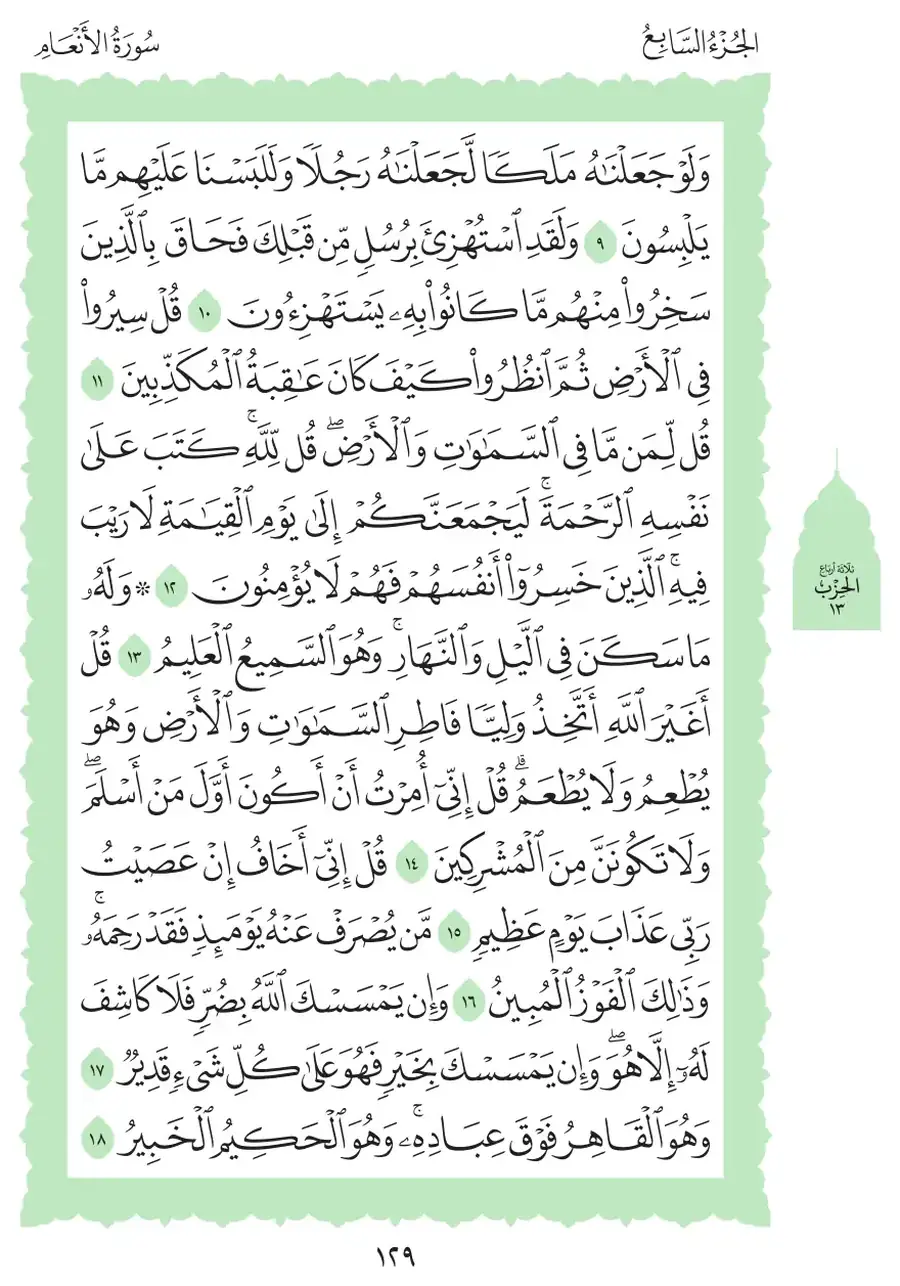 الجُزْءُ السَّابِعُ
سُورَةُ الأَنْعَامِ
وَلَوْ جَعَلْنَٰهُ مَلَكًا لَّجَعَلْنَٰهُ رَجُلًا وَلَلَبَسْنَا عَلَيْهِم مَّا
يَلْبِسُونَ ٩ وَلَقَدِ ٱسْتُهْزِئَ بِرُسُلٍ مِّن قَبْلِكَ فَحَاقَ بِٱلَّذِينَ
سَخِرُوا۟ مِنْهُم مَّا كَانُوا۟ بِهِۦ يَسْتَهْزِءُونَ ١٠ قُلْ سِيرُوا۟
فِى ٱلْأَرْضِ ثُمَّ ٱنظُرُوا۟ كَيْفَ كَانَ عَٰقِبَةُ ٱلْمُكَذِّبِينَ ١١
قُل لِّمَن مَّا فِى ٱلسَّمَٰوَٰتِ وَٱلْأَرْضِۖ قُل لِّلَّهِۚ كَتَبَ عَلَىٰ
نَفْسِهِ ٱلرَّحْمَةَۚ لَيَجْمَعَنَّكُمْ إِلَىٰ يَوْمِ ٱلْقِيَٰمَةِ لَا رَيْبَ
فِيهِۚ ٱلَّذِينَ خَسِرُوٓا۟ أَنفُسَهُمْ فَهُمْ لَا يُؤْمِنُونَ ١٢ * وَلَهُۥ
مَا سَكَنَ فِى ٱلَّيْلِ وَٱلنَّهَارِۚ وَهُوَ ٱلسَّمِيعُ ٱلْعَلِيمُ ١٣ قُلْ
أَغَيْرَ ٱللَّهِ أَتَّخِذُ وَلِيًّا فَاطِرِ ٱلسَّمَٰوَٰتِ وَٱلْأَرْضِ وَهُوَ
يُطْعِمُ وَلَا يُطْعَمُۗ قُلْ إِنِّىٓ أُمِرْتُ أَنْ أَكُونَ أَوَّلَ مَنْ أَسْلَمَۖ
وَلَا تَكُونَنَّ مِنَ ٱلْمُشْرِكِينَ ١٤ قُلْ إِنِّىٓ أَخَافُ إِنْ عَصَيْتُ
رَبِّى عَذَابَ يَوْمٍ عَظِيمٍ ١٥ مَّن يُصْرَفْ عَنْهُ يَوْمَئِذٍ فَقَدْ رَحِمَهُۥۚ
وَذَٰلِكَ ٱلْفَوْزُ ٱلْمُبِينُ ١٦ وَإِن يَمْسَسْكَ ٱللَّهُ بِضُرٍّ فَلَا كَاشِفَ
لَهُۥٓ إِلَّا هُوَۖ وَإِن يَمْسَسْكَ بِخَيْرٍ فَهُوَ عَلَىٰ كُلِّ شَىْءٍ قَدِيرٌ ١٧
وَهُوَ ٱلْقَاهِرُ فَوْقَ عِبَادِهِۦۚ وَهُوَ ٱلْحَكِيمُ ٱلْخَبِيرُ ١٨
ثلاثة أرباع
الحِزْب
١٣
١٢٩